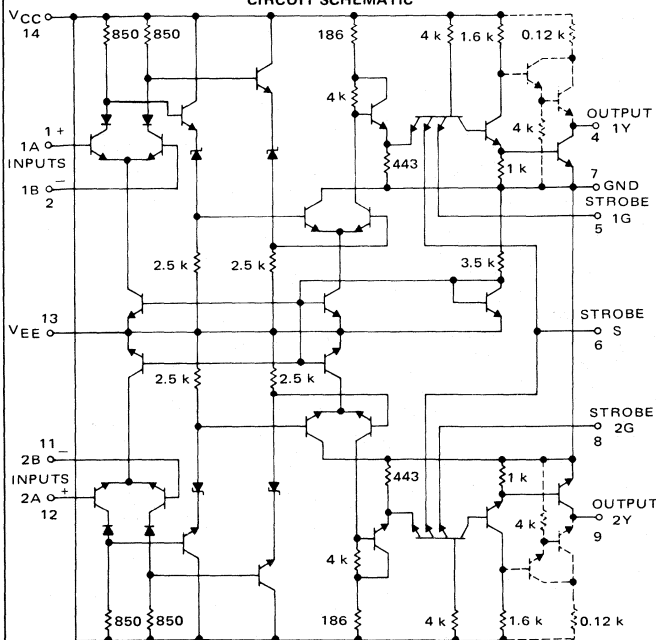 CIRCUIT SCHEMATIC
VCC
14
850
850
186
4 k
1.6 k
0.12 k
4 k
4 k
OUTPUT
1Y
4
1 +
1A
INPUTS
1B
−
2
443
1 k
7
GND
STROBE
1G
5
2.5 k
2.5 k
3.5 k
VEE
13
STROBE
S
6
2.5 k
2.5 k
STROBE
2G
8
11
−
2B
INPUTS
2A
+
12
443
1 k
4 k
OUTPUT
2Y
9
4 k
850
850
186
4 k
1.6 k
0.12 k